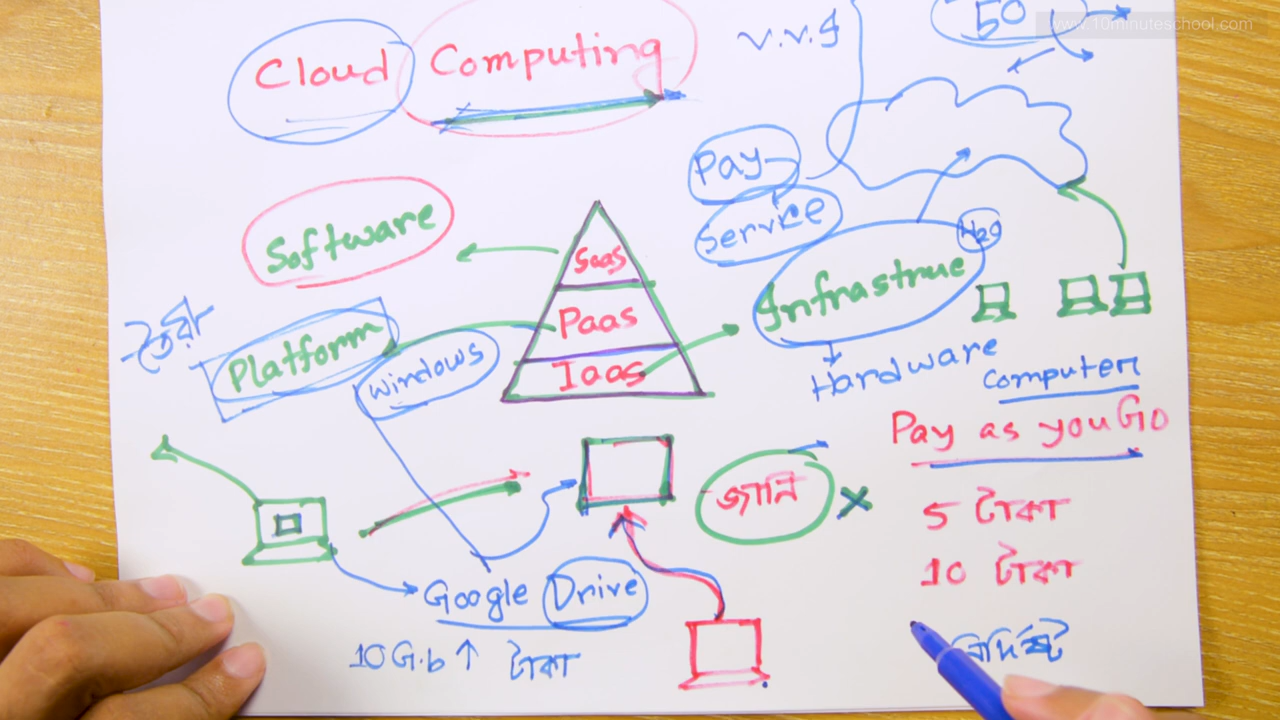 www.10minuteschool.com
Cloud Computing
v.v.g
50
Pay
Service
Software
SaaS
H2O
Infrastrue
PaaS
তৈরী
Platform
Windows
IaaS
Hardware
Computer
Pay as you Go
জানি
5 টাকা
10 টাকা
Google Drive
10 G.b ↑ টাকা